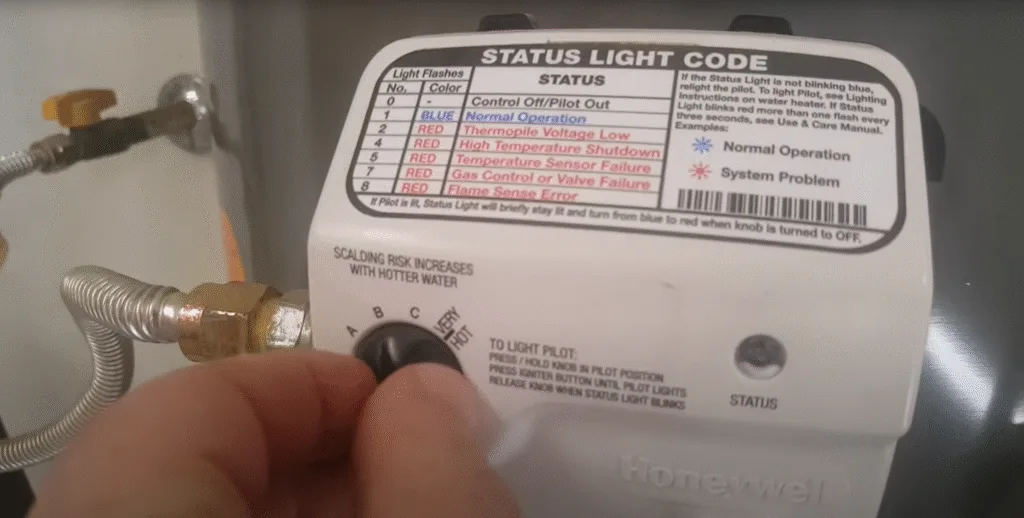 STATUS LIGHT CODE
Light Flashes
No. Color STATUS
0 - Control Off/Pilot Out
1 BLUE Normal Operation
2 RED Thermopile Voltage Low
4 RED High Temperature Shutdown
5 RED Temperature Sensor Failure
7 RED Gas Control or Valve Failure
8 RED Flame Sense Error
If the Status Light is not blinking blue,
relight the pilot. To light Pilot, see Lighting
Instructions on water heater. If Status
Light blinks red more than one flash every
three seconds, see Use & Care Manual.
Examples:
Normal Operation
System Problem
If Pilot is lit, Status Light will briefly stay lit and turn from blue to red when knob is turned to OFF.
SCALDING RISK INCREASES
WITH HOTTER WATER
A B C VERY
HOT
TO LIGHT PILOT:
PRESS / HOLD KNOB IN PILOT POSITION
PRESS IGNITER BUTTON UNTIL PILOT LIGHTS
RELEASE KNOB WHEN STATUS LIGHT BLINKS
STATUS
Honeywell